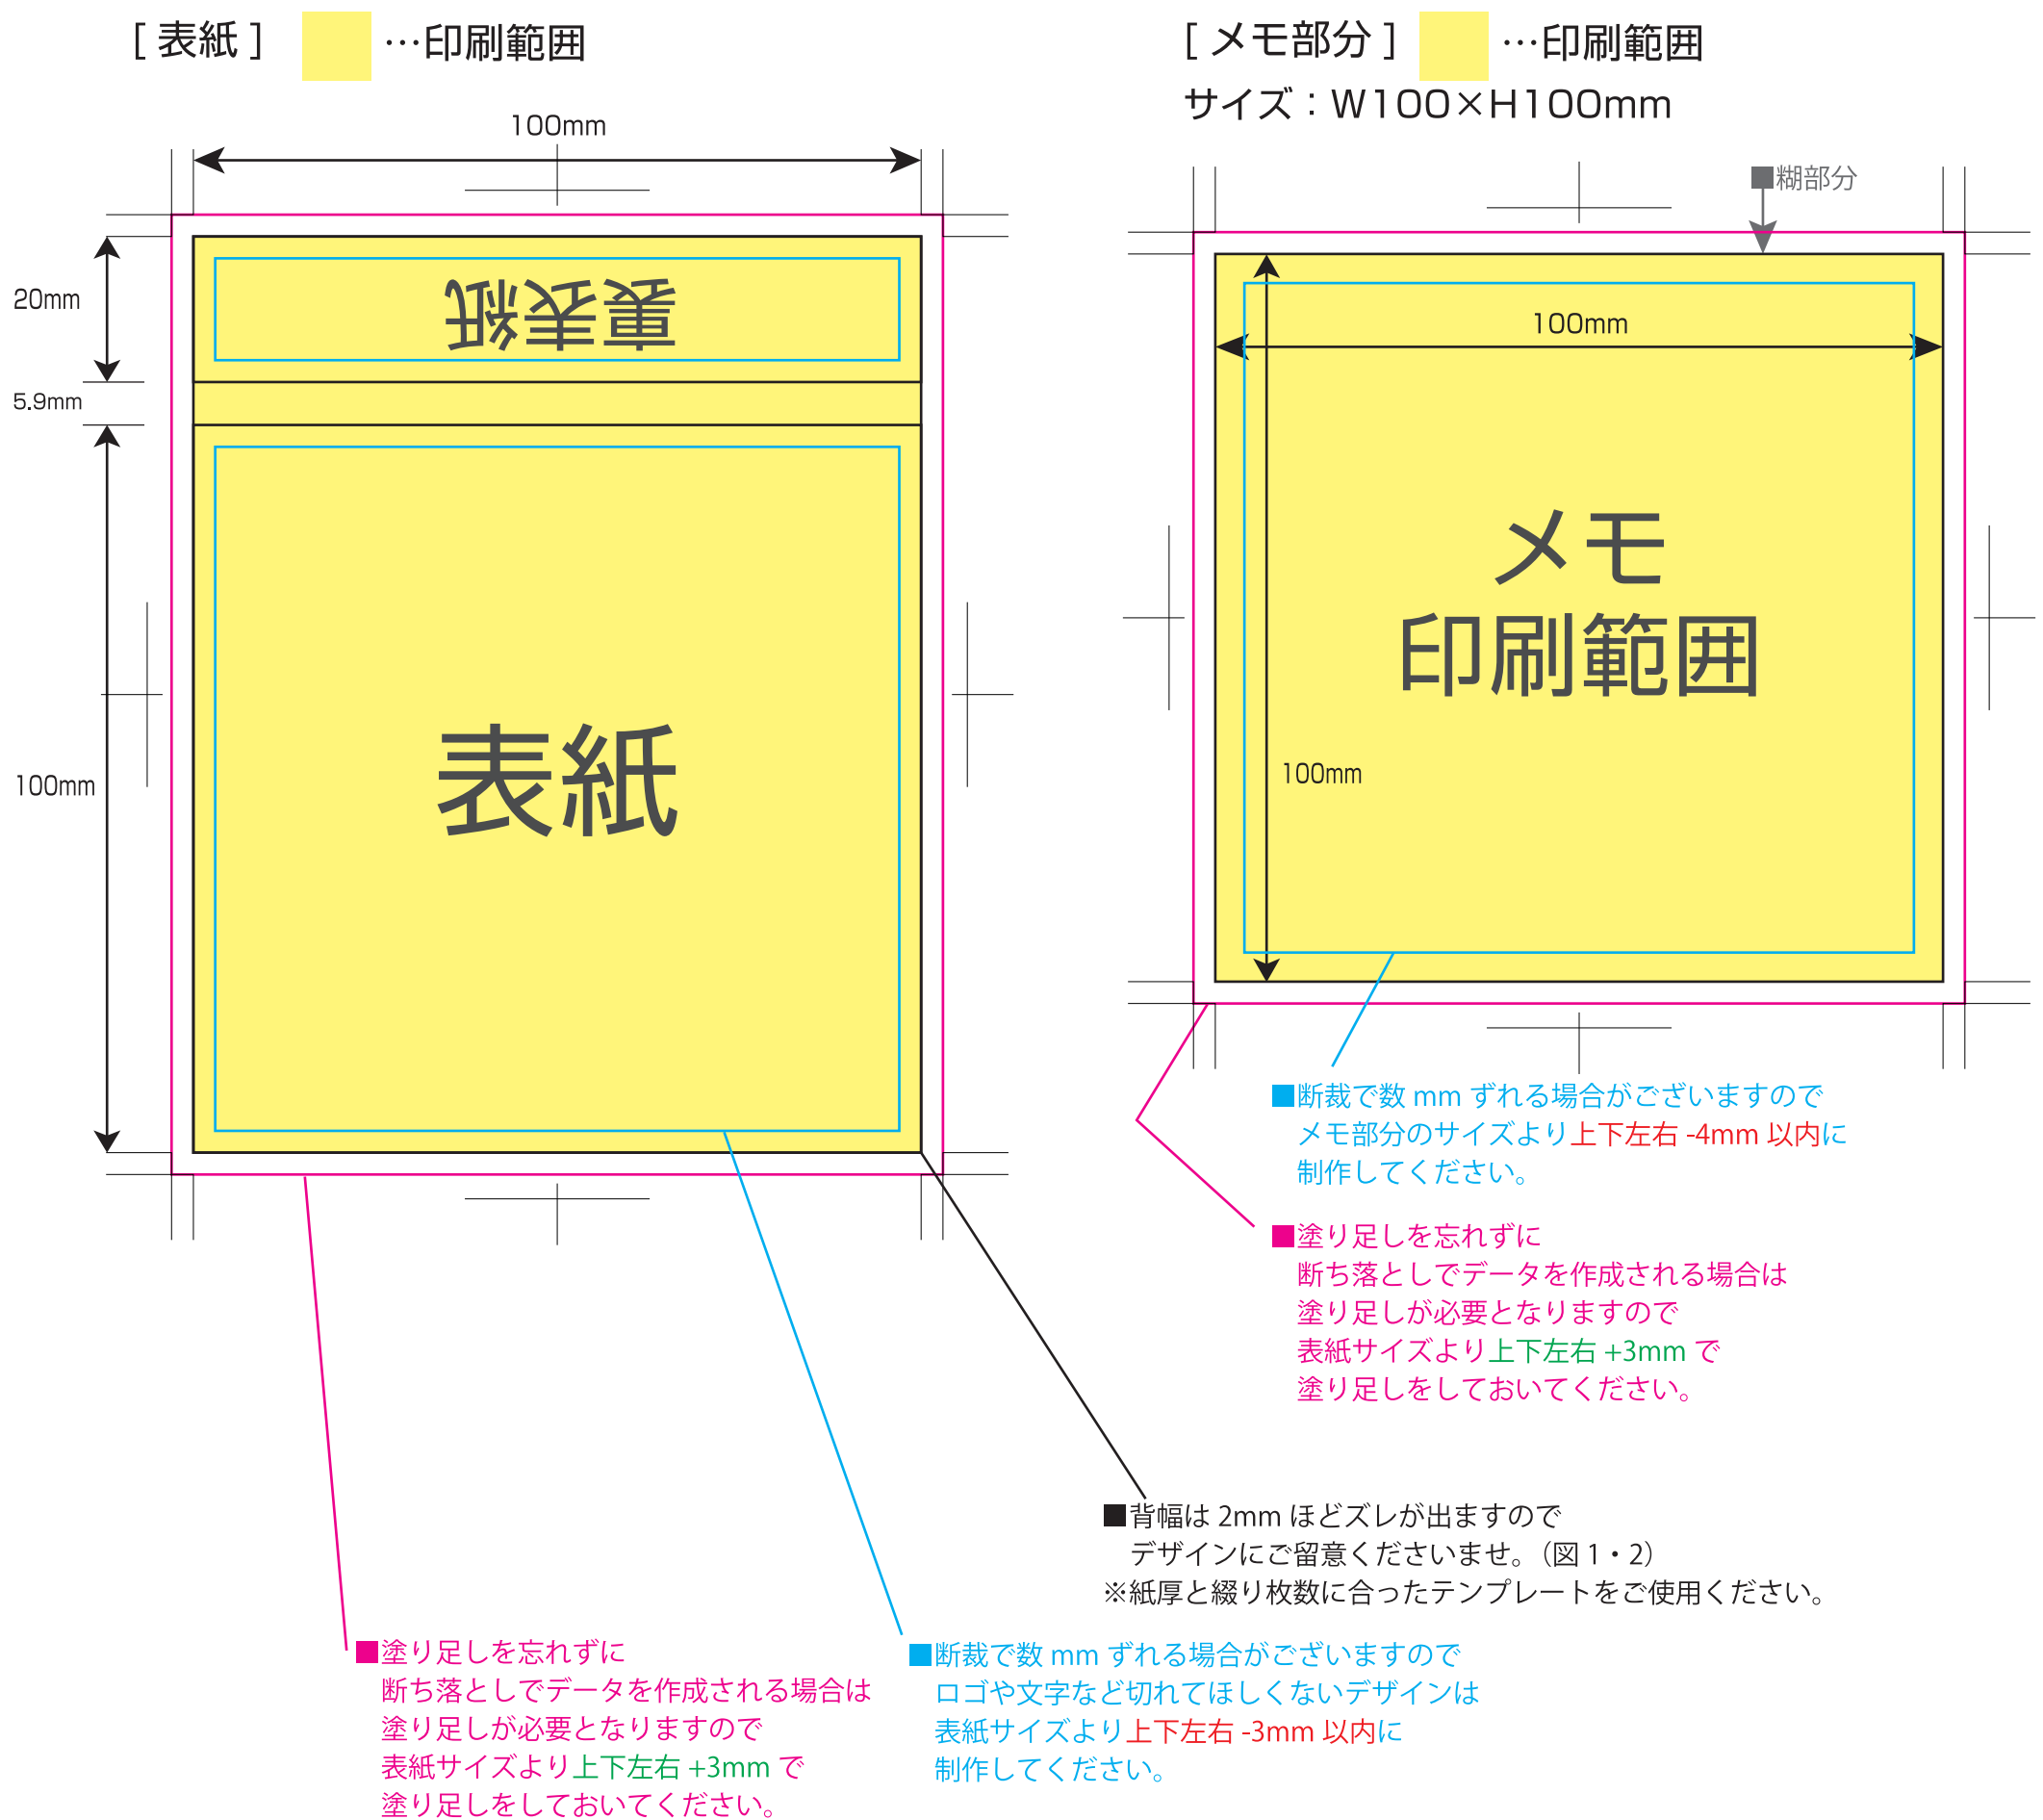 [ 表紙 ]
…印刷範囲
100mm
20mm
裏表紙
5.9mm
100mm
表紙
[ メモ部分 ]
…印刷範囲
サイズ：W100×H100mm
■糊部分
100mm
メモ
印刷範囲
100mm
■断裁で数 mm ずれる場合がございますので
メモ部分のサイズより上下左右 -4mm 以内に
制作してください。
■塗り足しを忘れずに
断ち落としでデータを作成される場合は
塗り足しが必要となりますので
表紙サイズより上下左右 +3mm で
塗り足しをしておいてください。
■背幅は 2mm ほどズレが出ますので
デザインにご留意くださいませ。（図 1・2）
※紙厚と綴り枚数に合ったテンプレートをご使用ください。
■塗り足しを忘れずに
断ち落としでデータを作成される場合は
塗り足しが必要となりますので
表紙サイズより上下左右 +3mm で
塗り足しをしておいてください。
■断裁で数 mm ずれる場合がございますので
ロゴや文字など切れてほしくないデザインは
表紙サイズより上下左右 -3mm 以内に
制作してください。